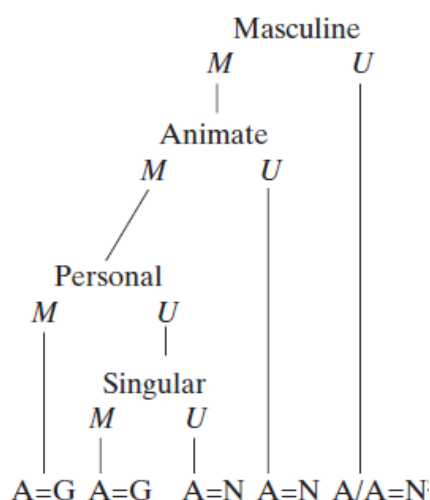 Masculine
M U
Animate
M U
Personal
M U
Singular
M U
A=G A=G A=N A=N A/A=N